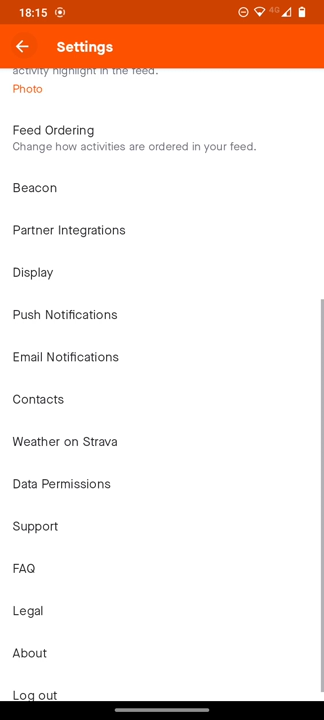 18:15
4G
Settings
activity highlight in the feed.
Photo
Feed Ordering
Change how activities are ordered in your feed.
Beacon
Partner Integrations
Display
Push Notifications
Email Notifications
Contacts
Weather on Strava
Data Permissions
Support
FAQ
Legal
About
Log out